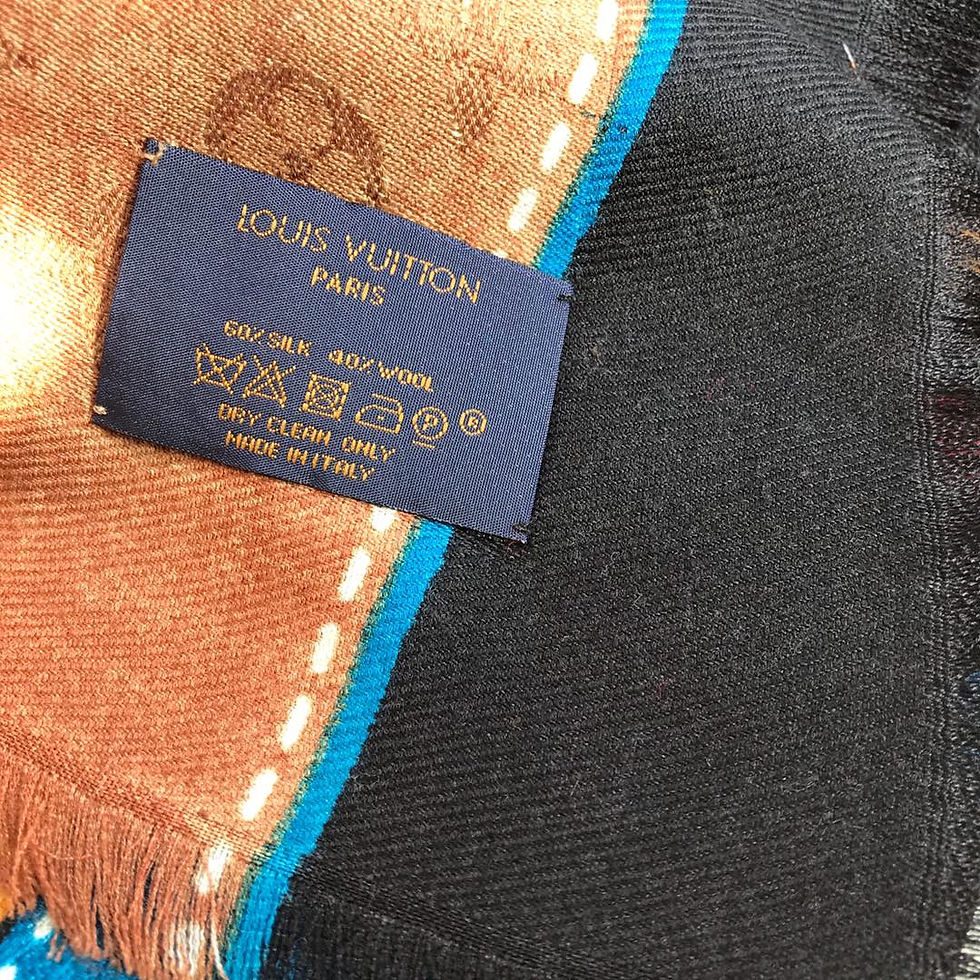 LOUIS VUITTON
PARIS
60% SILK 40% WOOL
P ®
DRY CLEAN ONLY
MADE IN ITALY